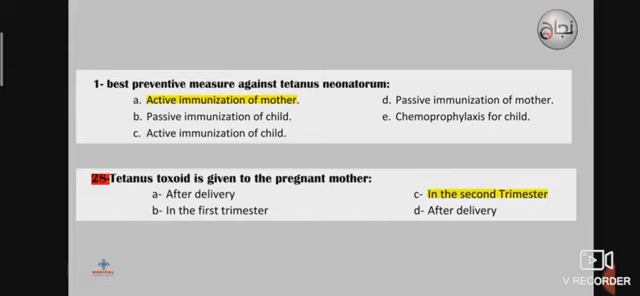 نجاح
1- best preventive measure against tetanus neonatorum:
a. Active immunization of mother.
b. Passive immunization of child.
c. Active immunization of child.
d. Passive immunization of mother.
e. Chemoprophylaxis for child.
28-Tetanus toxoid is given to the pregnant mother:
a- After delivery
b- In the first trimester
c- In the second Trimester
d- After delivery
MEDICAL
V RECORDER